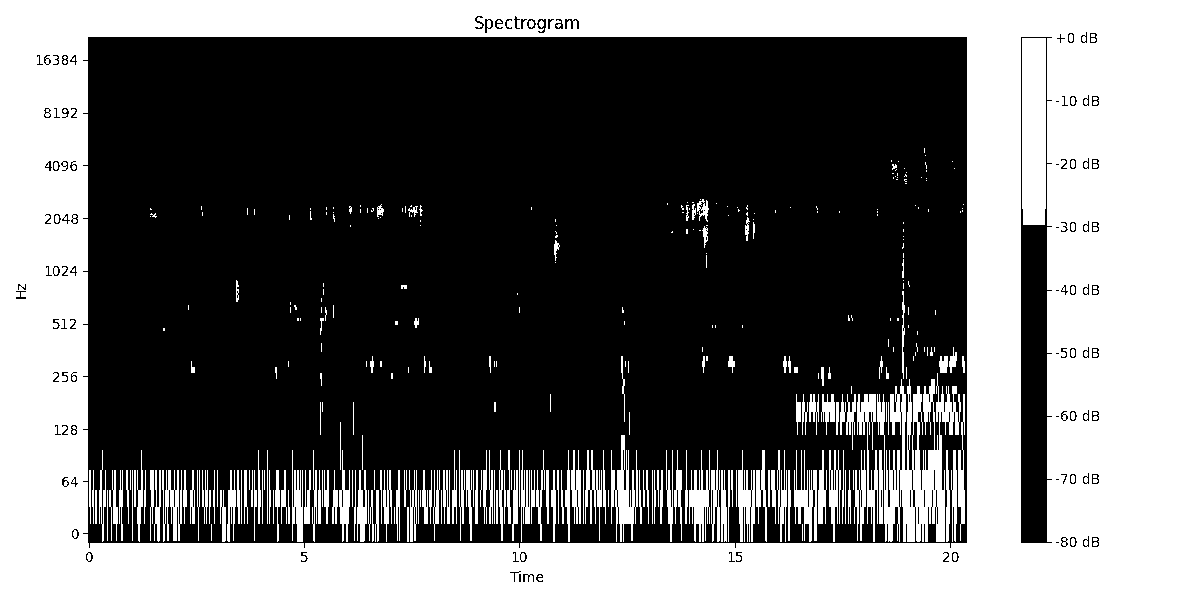 Spectrogram
16384
8192
4096
2048
1024
512
256
128
64
0
Hz
0 5 10 15 20
Time
+0 dB
-10 dB
-20 dB
-30 dB
-40 dB
-50 dB
-60 dB
-70 dB
-80 dB